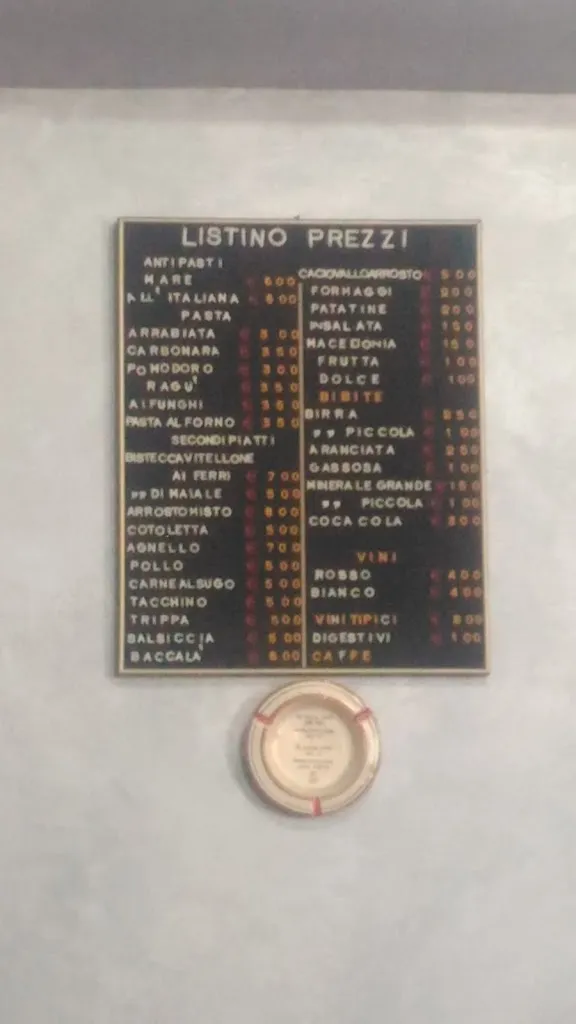 LISTINO PREZZI
ANTIPASTI
MARE € 600
ALL' ITALIANA € 600
PASTA
ARRABIATA € 300
CARBONARA € 350
POMODORO € 300
RAGU' € 350
AI FUNGHI € 350
PASTA AL FORNO € 350
SECONDI PIATTI
BISTECCA VITELLONE
AI FERRI € 700
" DI MAIALE € 500
ARROSTO MISTO € 800
COTOLETTA € 500
AGNELLO € 700
POLLO € 500
CARNE AL SUGO € 500
TACCHINO € 500
TRIPPA € 500
BALSICCIA € 500
BACCALA' € 600
CACIOVALLO ARROSTO € 500
FORMAGGI € 200
PATATINE € 200
INSALATA € 150
MACEDONIA € 150
FRUTTA € 100
DOLCE € 100
BIBITE
BIRRA € 250
" PICCOLA € 100
ARANCIATA € 250
GASSOSA € 100
MINERALE GRANDE € 150
" PICCOLA € 100
COCA COLA € 300
VINI
ROSSO € 400
BIANCO € 400
VINI TIPICI € 800
DIGESTIVI € 100
CAFFE